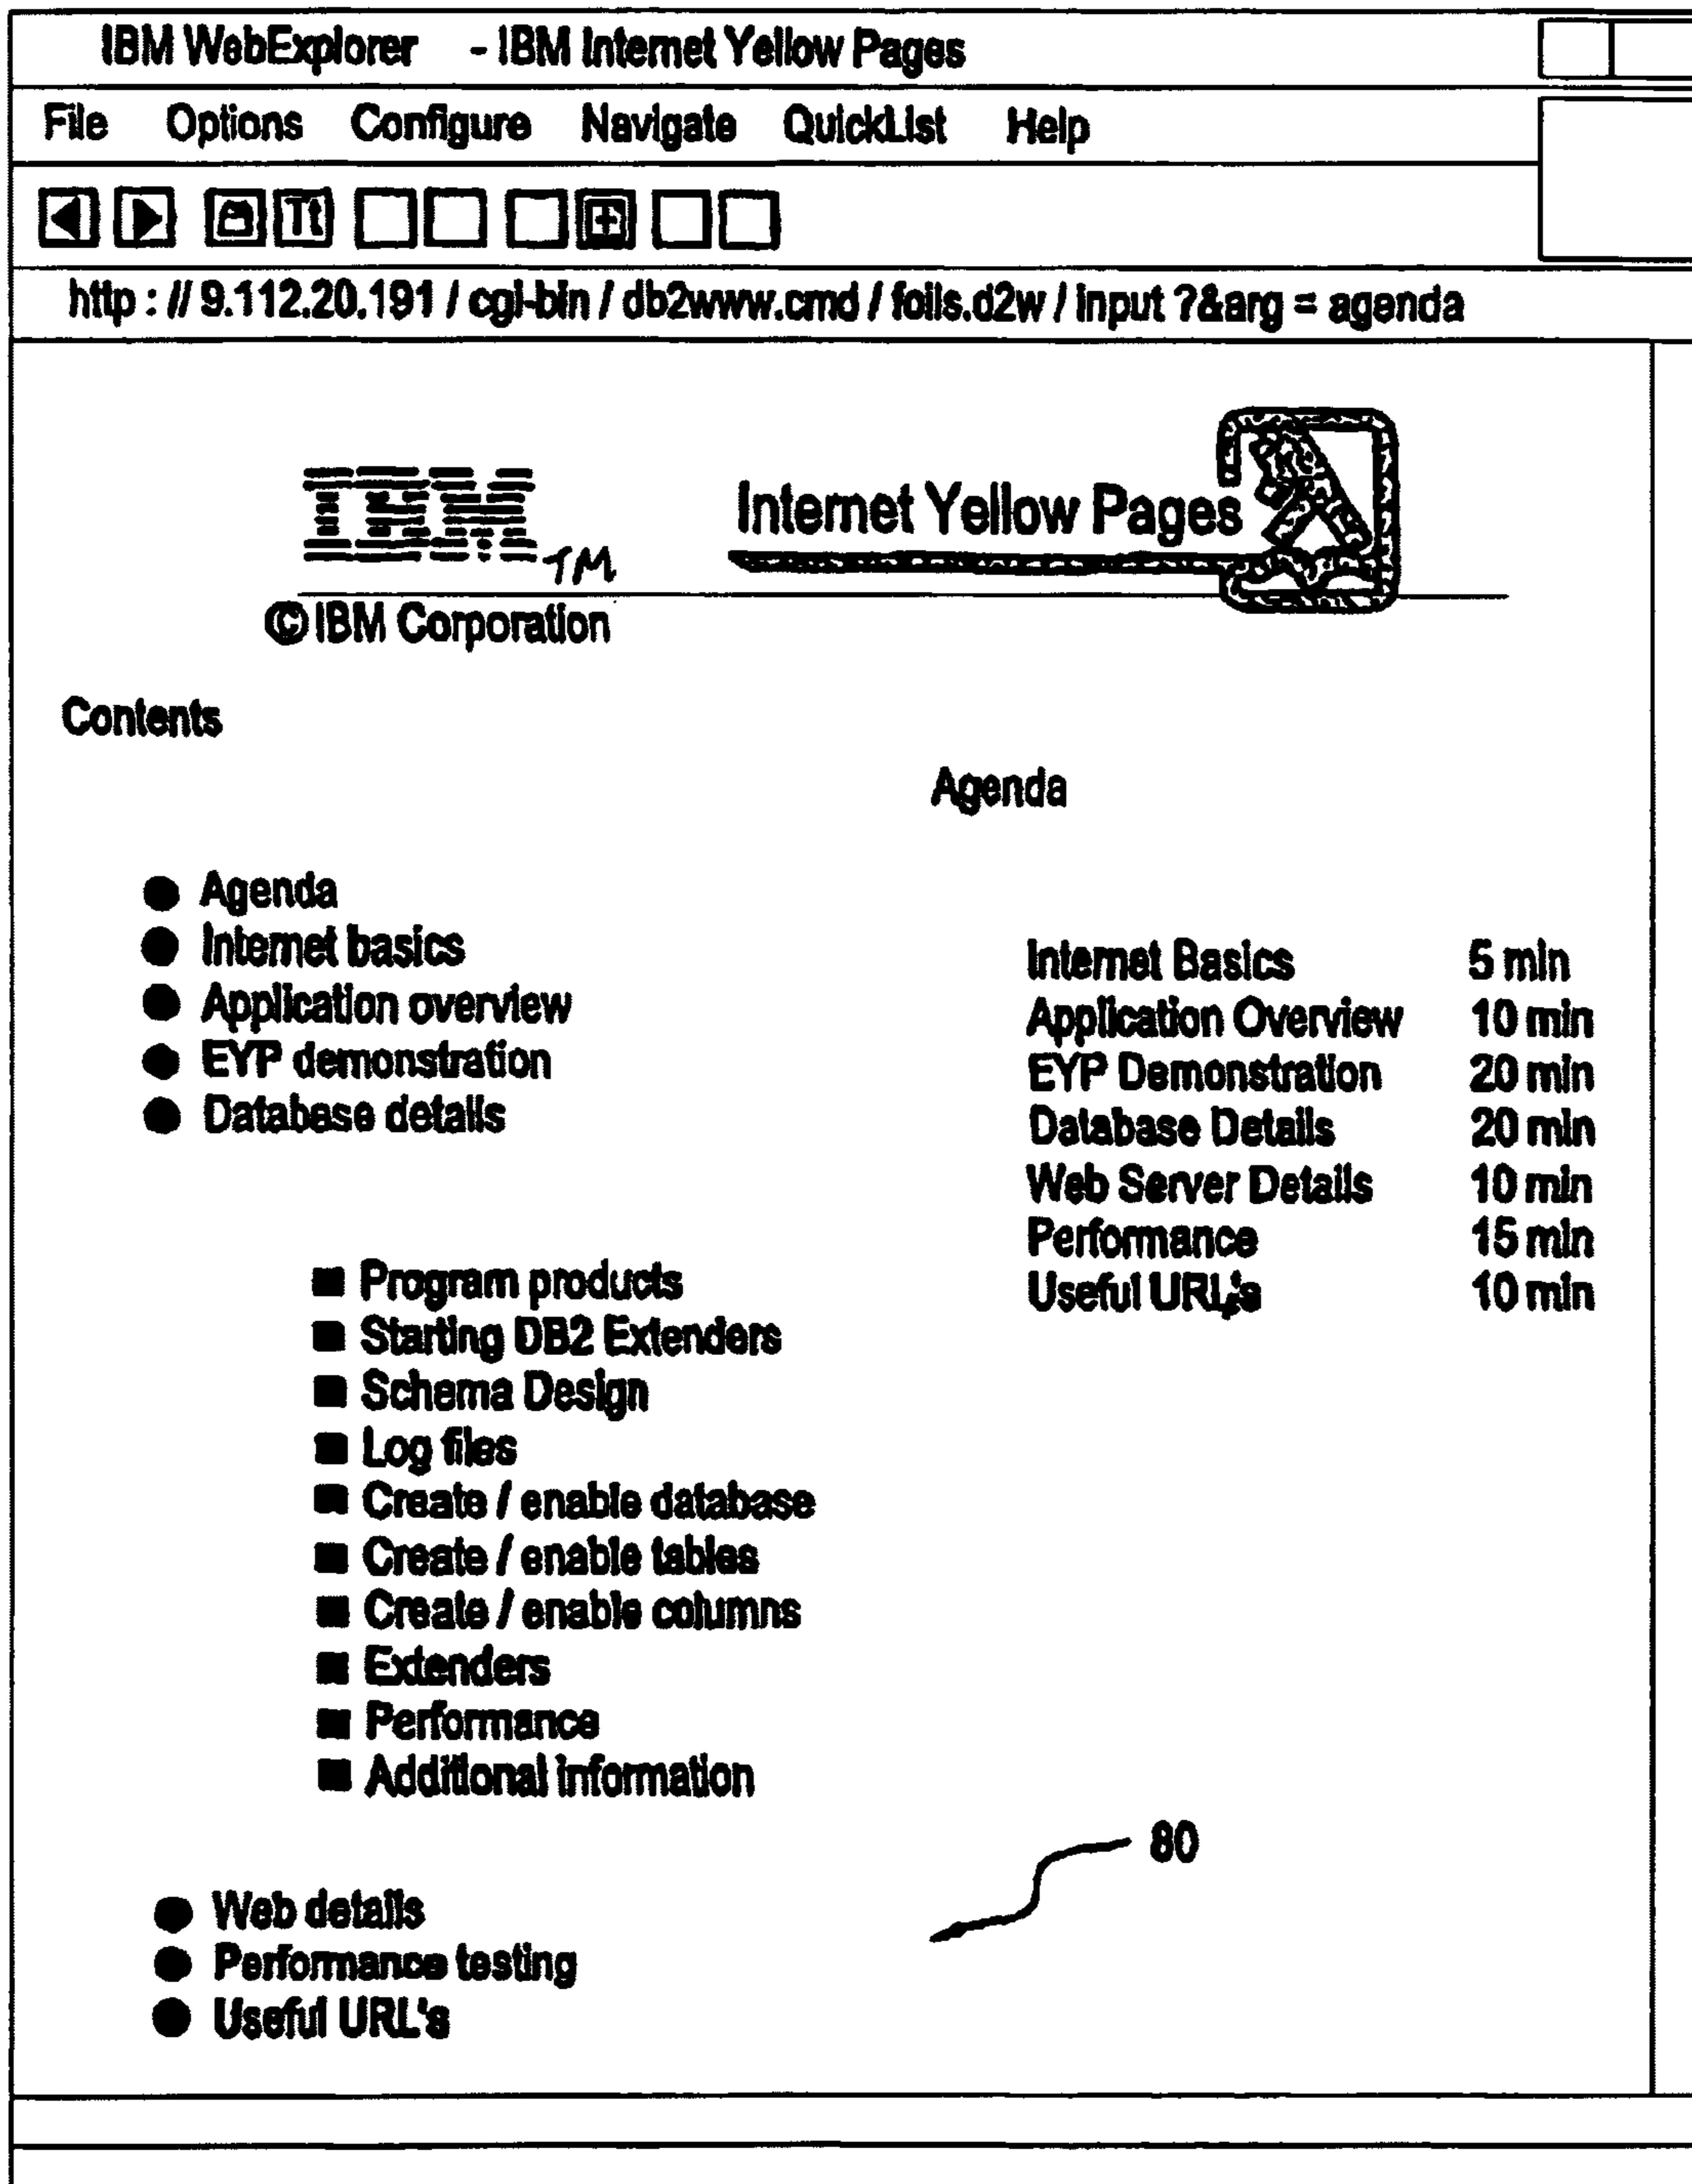 IBM WebExplorer - IBM Internet Yellow Pages
File Options Configure Navigate QuickList Help
Tt
http : // 9.112.20.191 / cgi-bin / db2www.cmd / foils.d2w / input ?&arg = agenda
IBM TM
Internet Yellow Pages
© IBM Corporation
Contents
Agenda
● Agenda
● Internet basics
● Application overview
● EYP demonstration
● Database details
■ Program products
■ Starting DB2 Extenders
■ Schema Design
■ Log files
■ Create / enable database
■ Create / enable tables
■ Create / enable columns
■ Extenders
■ Performance
■ Additional information
● Web details
● Performance testing
● Useful URL's
Internet Basics 5 min
Application Overview 10 min
EYP Demonstration 20 min
Database Details 20 min
Web Server Details 10 min
Performance 15 min
Useful URL's 10 min
80